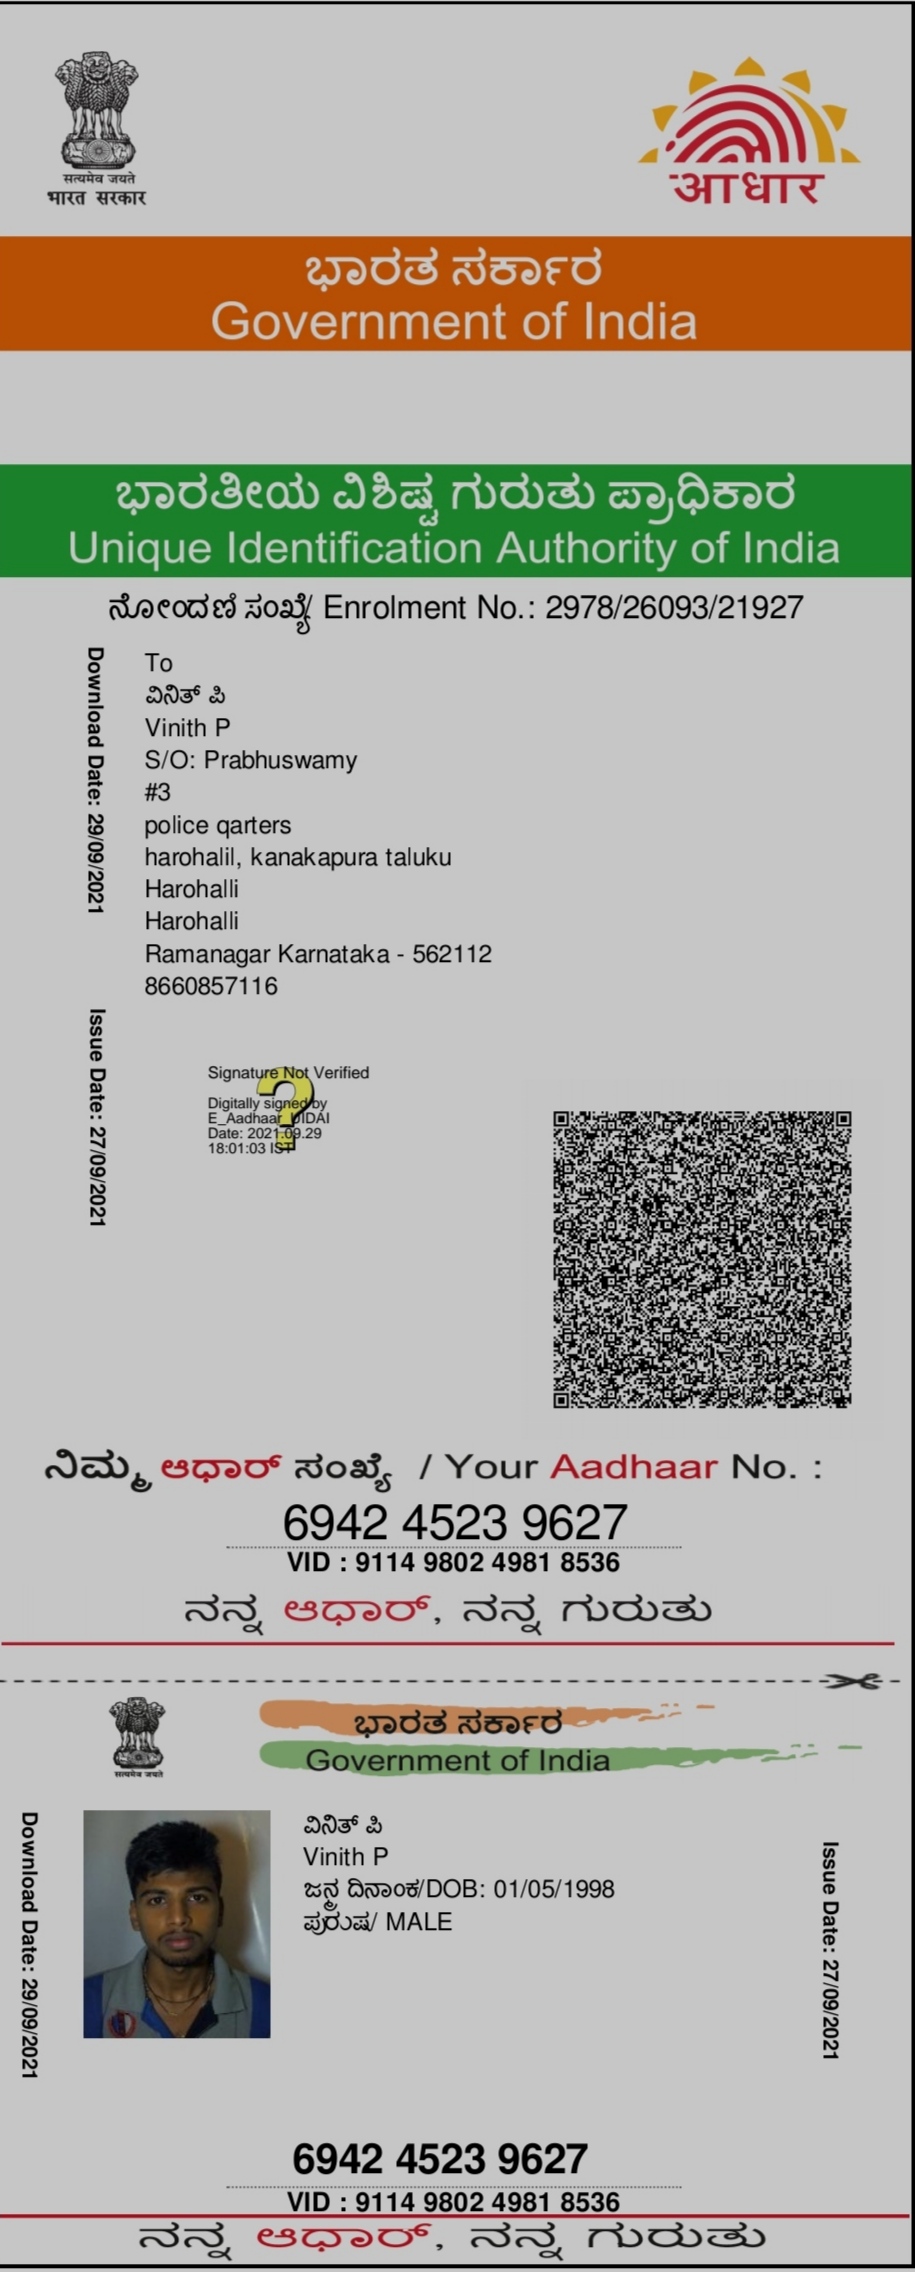 सत्यमेव जयते
भारत सरकार
आधार
ಭಾರತ ಸರ್ಕಾರ
Government of India
ಭಾರತೀಯ ವಿಶಿಷ್ಟ ಗುರುತು ಪ್ರಾಧಿಕಾರ
Unique Identification Authority of India
ನೋಂದಣಿ ಸಂಖ್ಯೆ/ Enrolment No.: 2978/26093/21927
Download Date: 29/09/2021
Issue Date: 27/09/2021
To
ವಿನಿತ್ ಪಿ
Vinith P
S/O: Prabhuswamy
#3
police qarters
harohalil, kanakapura taluku
Harohalli
Harohalli
Ramanagar Karnataka - 562112
8660857116
Signature Not Verified
Digitally signed by
E_Aadhaar UIDAI
Date: 2021.09.29
18:01:03 IST
ನಿಮ್ಮ ಆಧಾರ್ ಸಂಖ್ಯೆ / Your Aadhaar No. :
6942 4523 9627
VID : 9114 9802 4981 8536
ನನ್ನ ಆಧಾರ್, ನನ್ನ ಗುರುತು
सत्यमेव जयते
ಭಾರತ ಸರ್ಕಾರ
Government of India
Download Date: 29/09/2021
ವಿನಿತ್ ಪಿ
Vinith P
ಜನ್ಮ ದಿನಾಂಕ/DOB: 01/05/1998
ಪುರುಷ/ MALE
Issue Date: 27/09/2021
6942 4523 9627
VID : 9114 9802 4981 8536
ನನ್ನ ಆಧಾರ್, ನನ್ನ ಗುರುತು